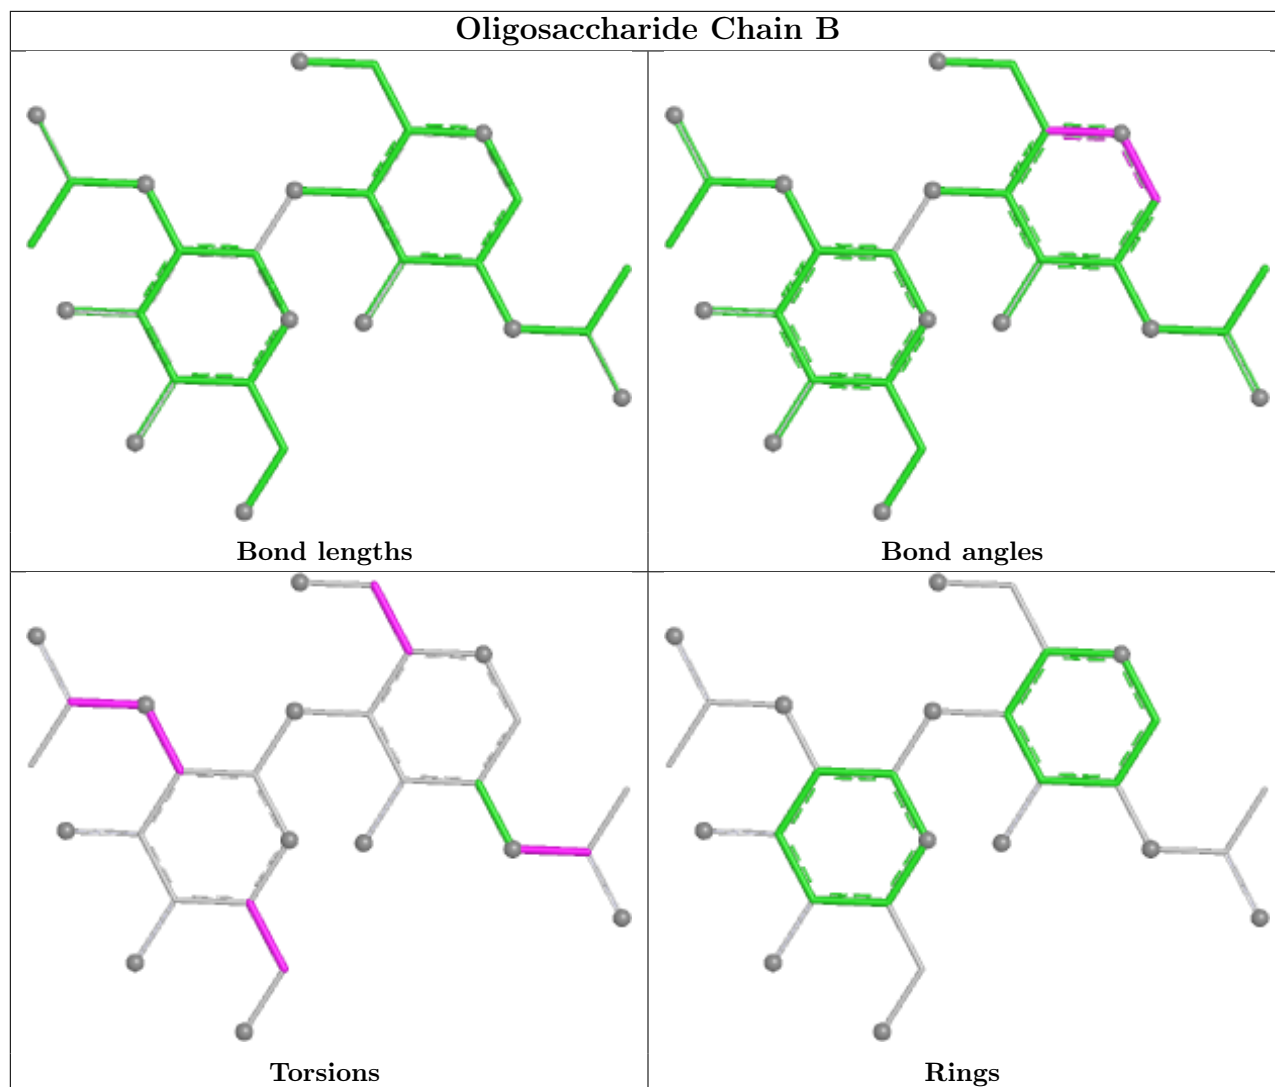 Oligosaccharide Chain B
Bond lengths
Bond angles
Torsions
Rings